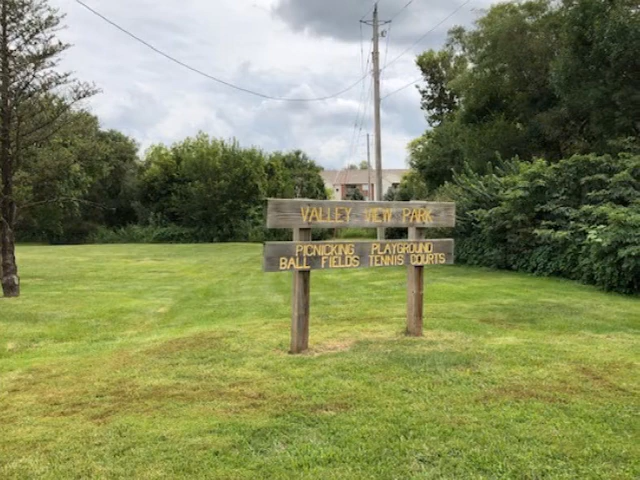 VALLEY VIEW PARK
PICNICKING PLAYGROUND
BALL FIELDS TENNIS COURTS